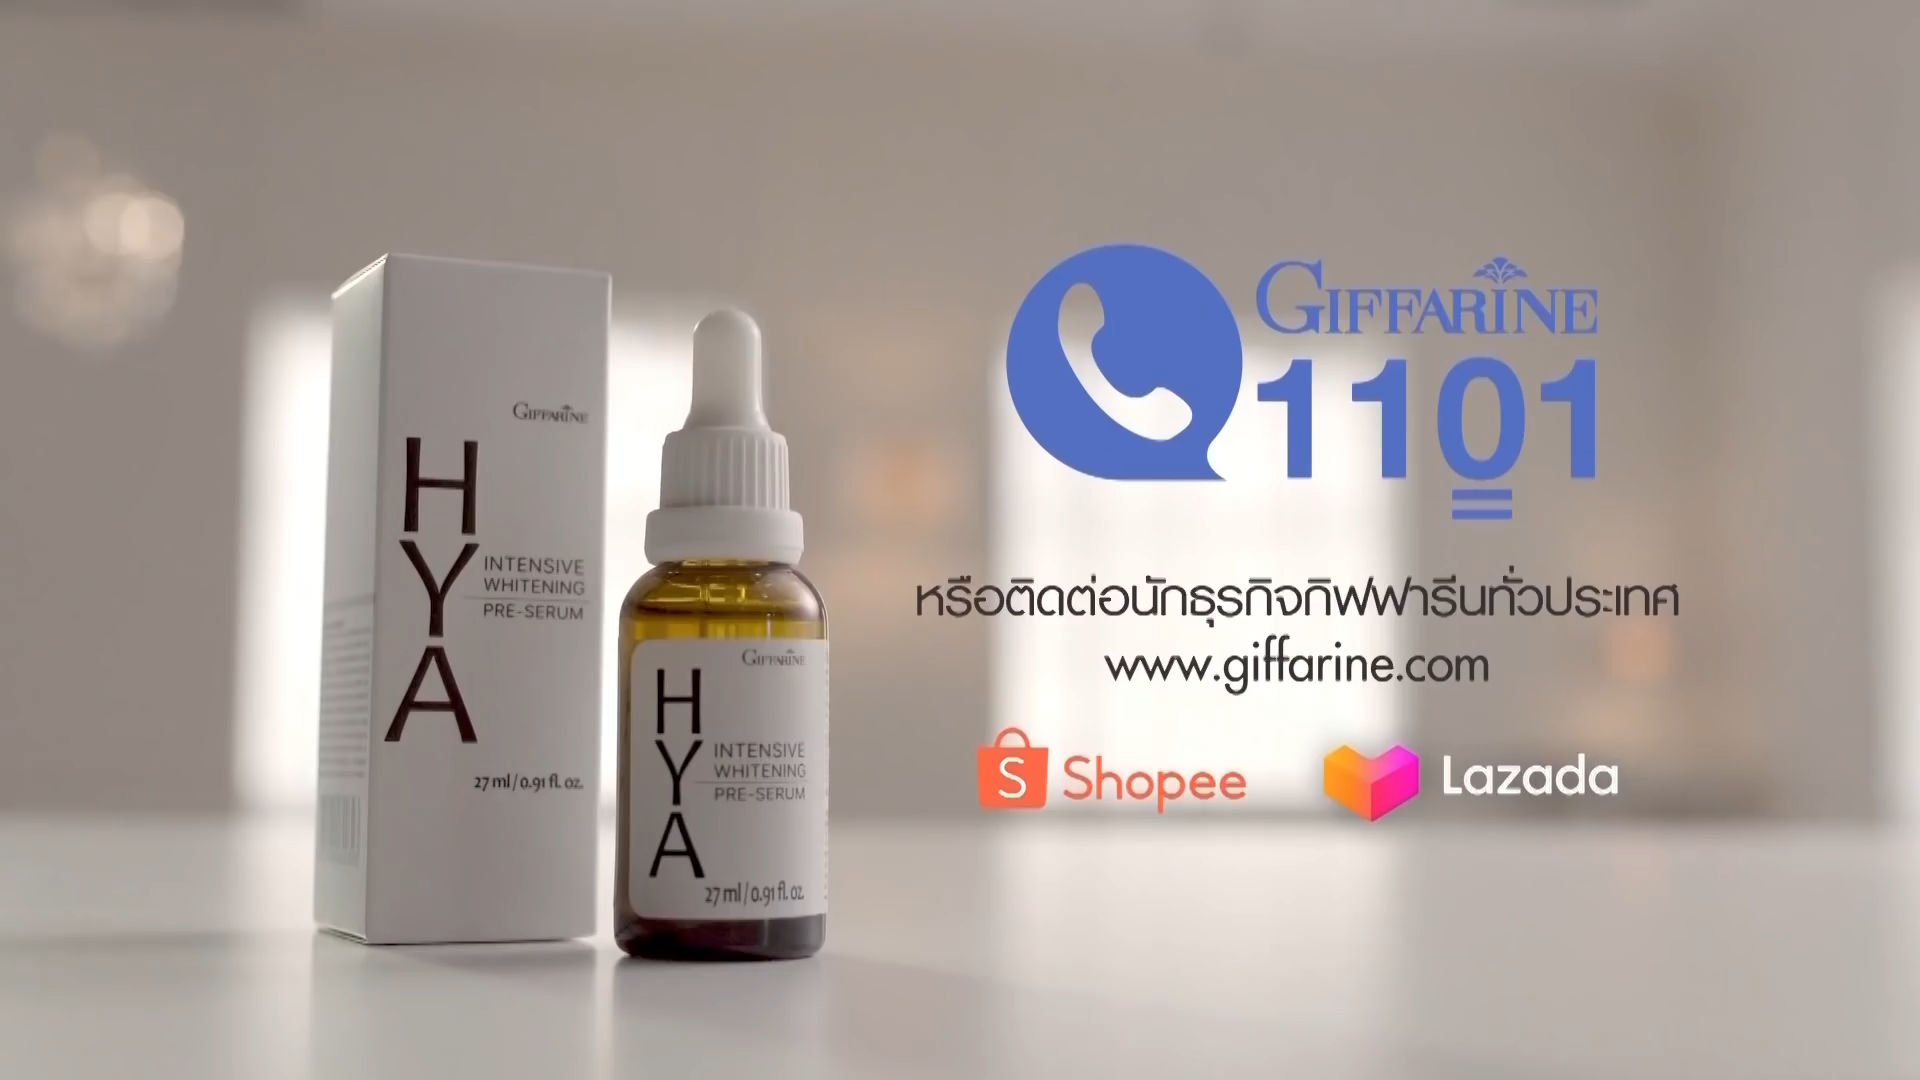 GIFFARINE
H
Y
A
INTENSIVE
WHITENING
PRE-SERUM
27 ml/0.91 fl. oz.
GIFFARINE
H
Y
A
INTENSIVE
WHITENING
PRE-SERUM
27 ml/0.91 fl. oz.
GIFFARINE
1101
หรือติดต่อนักธุรกิจกิฟฟารีนทั่วประเทศ
www.giffarine.com
S Shopee
Lazada